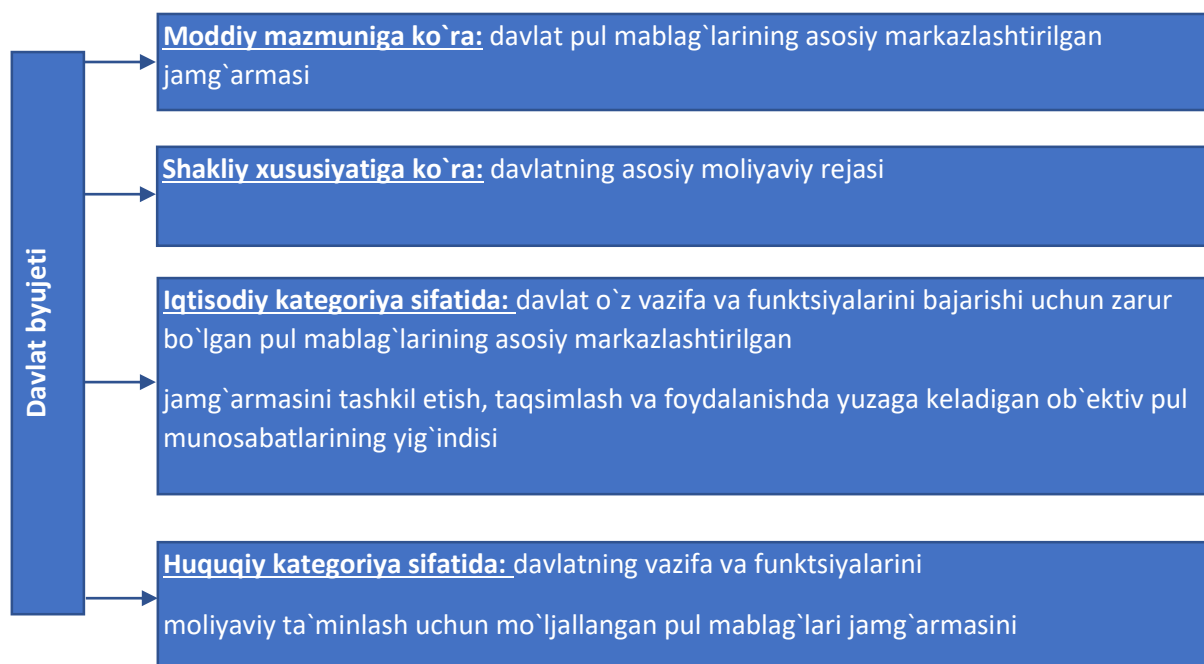 Davlat byujeti
Moddiy mazmuniga ko`ra: davlat pul mablag`larining asosiy markazlashtirilgan
jamg`armasi
Shakliy xususiyatiga ko`ra: davlatning asosiy moliyaviy rejasi
Iqtisodiy kategoriya sifatida: davlat o`z vazifa va funktsiyalarini bajarishi uchun zarur
bo`lgan pul mablag`larining asosiy markazlashtirilgan
jamg`armasini tashkil etish, taqsimlash va foydalanishda yuzaga keladigan ob`ektiv pul
munosabatlarining yig`indisi
Huquqiy kategoriya sifatida: davlatning vazifa va funktsiyalarini
moliyaviy ta`minlash uchun mo`ljallangan pul mablag`lari jamg`armasini